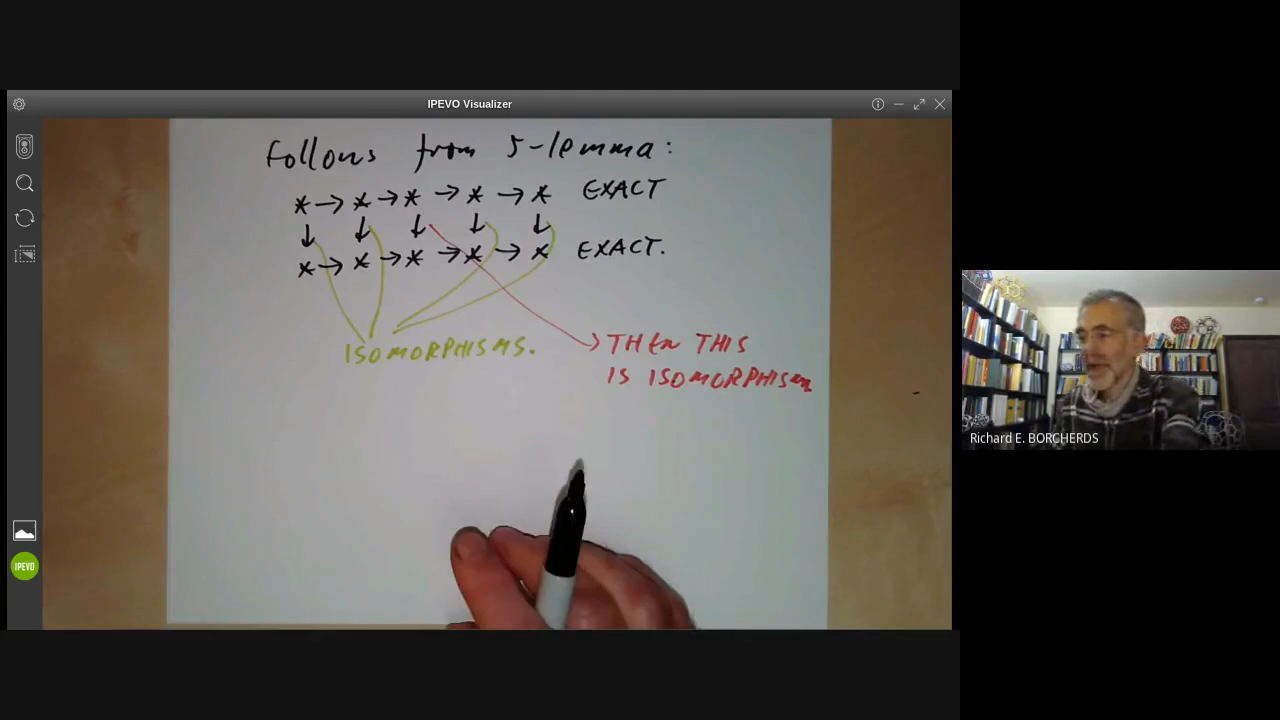 IPEVO Visualizer
Follows from 5-lemma:
* → * → * → * → * EXACT
↓ ↓ ↓ ↓ ↓
* → * → * → * → * EXACT.
ISOMORPHISMS.
THEN THIS
IS ISOMORPHISM
Richard E. BORCHERDS
IPEVO